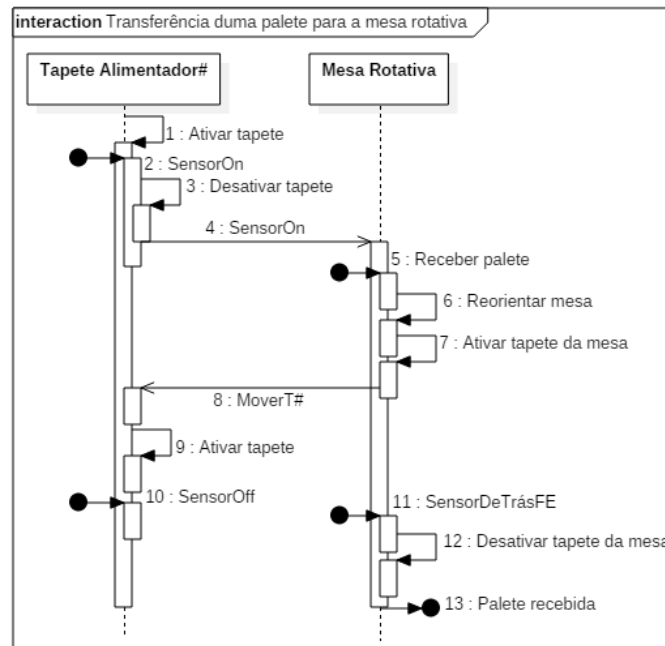 interaction Transferência duma palete para a mesa rotativa
Tapete Alimentador#
Mesa Rotativa
1 : Ativar tapete
2 : SensorOn
3 : Desativar tapete
4 : SensorOn
5 : Receber palete
6 : Reorientar mesa
7 : Ativar tapete da mesa
8 : MoverT#
9 : Ativar tapete
10 : SensorOff
11 : SensorDeTrásFE
12 : Desativar tapete da mesa
13 : Palete recebida